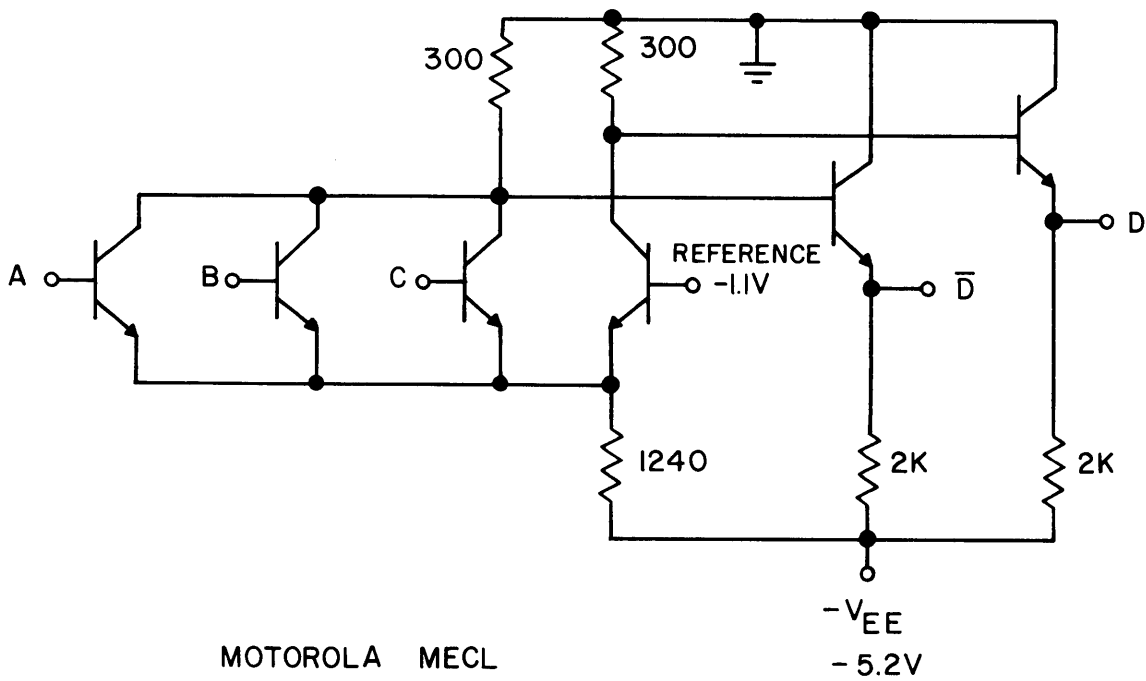 300
300
A
B
C
REFERENCE
-1.1V
D
D̅
1240
2K
2K
-VEE
-5.2V
MOTOROLA MECL